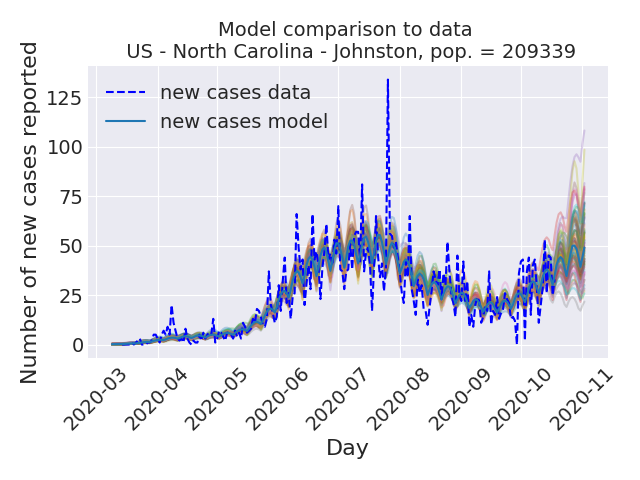 Model comparison to data
US - North Carolina - Johnston, pop. = 209339
Number of new cases reported
125
100
75
50
25
0
new cases data
new cases model
2020-03
2020-04
2020-05
2020-06
2020-07
2020-08
2020-09
2020-10
2020-11
Day